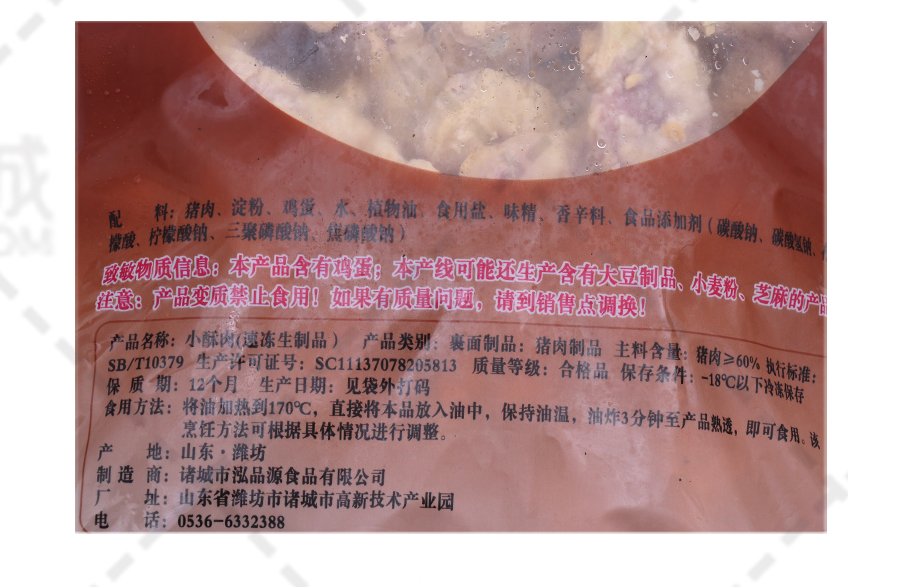 配 料：猪肉、淀粉、鸡蛋、水、植物油、食用盐、味精、香辛料、食品添加剂（碳酸钠、碳酸氢钠、
檬酸、柠檬酸钠、三聚磷酸钠、焦磷酸钠）
致敏物质信息：本产品含有鸡蛋；本产线可能还生产含有大豆制品、小麦粉、芝麻的产品
注意：产品变质禁止食用！如果有质量问题，请到销售点调换！
产品名称：小酥肉(速冻生制品） 产品类别：裹面制品：猪肉制品 主料含量：猪肉≥60% 执行标准：
SB/T10379 生产许可证号：SC11137078205813 质量等级：合格品 保存条件：-18℃以下冷冻保存
保 质 期：12个月 生产日期：见袋外打码
食用方法：将油加热到170℃，直接将本品放入油中，保持油温，油炸3分钟至产品熟透，即可食用。该
烹饪方法可根据具体情况进行调整。
产 地：山东·潍坊
制 造 商：诸城市泓品源食品有限公司
厂 址：山东省潍坊市诸城市高新技术产业园
电 话：0536-6332388